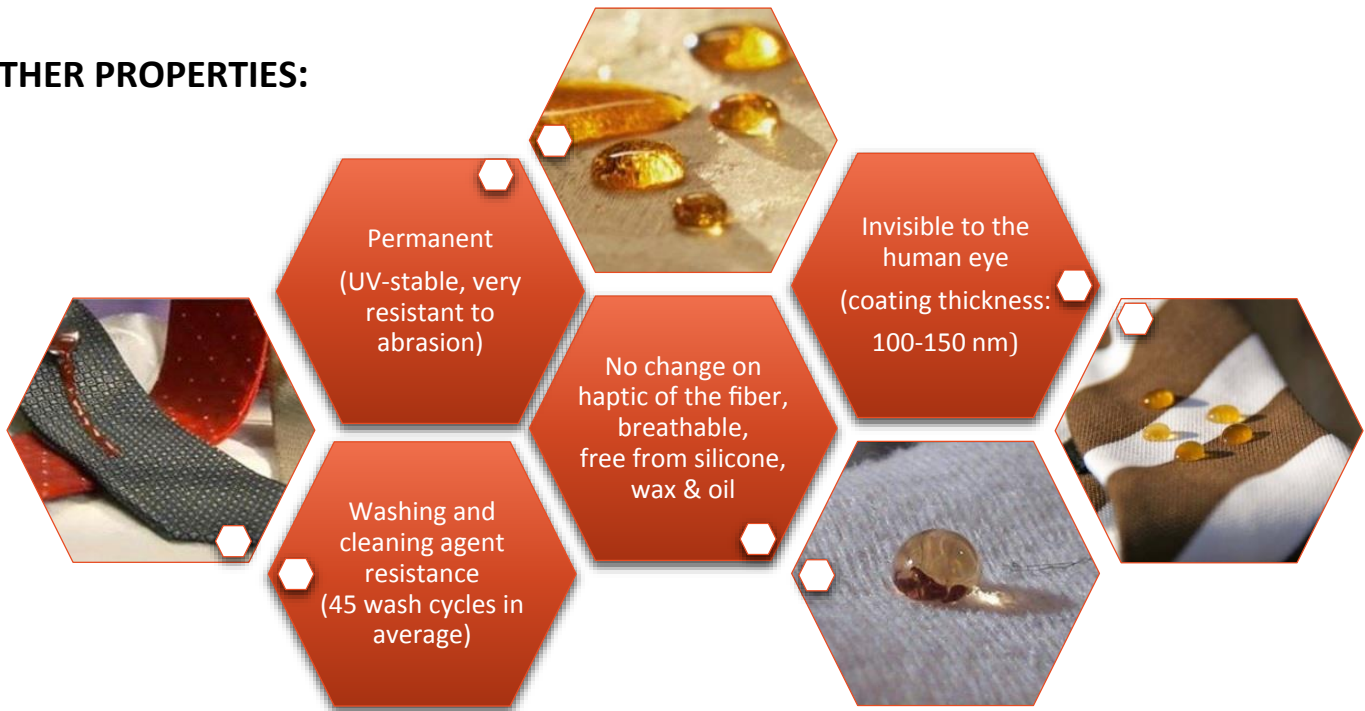 THER PROPERTIES:
Permanent
(UV-stable, very
resistant to
abrasion)
Invisible to the
human eye
(coating thickness:
100-150 nm)
No change on
haptic of the fiber,
breathable,
free from silicone,
wax & oil
Washing and
cleaning agent
resistance
(45 wash cycles in
average)